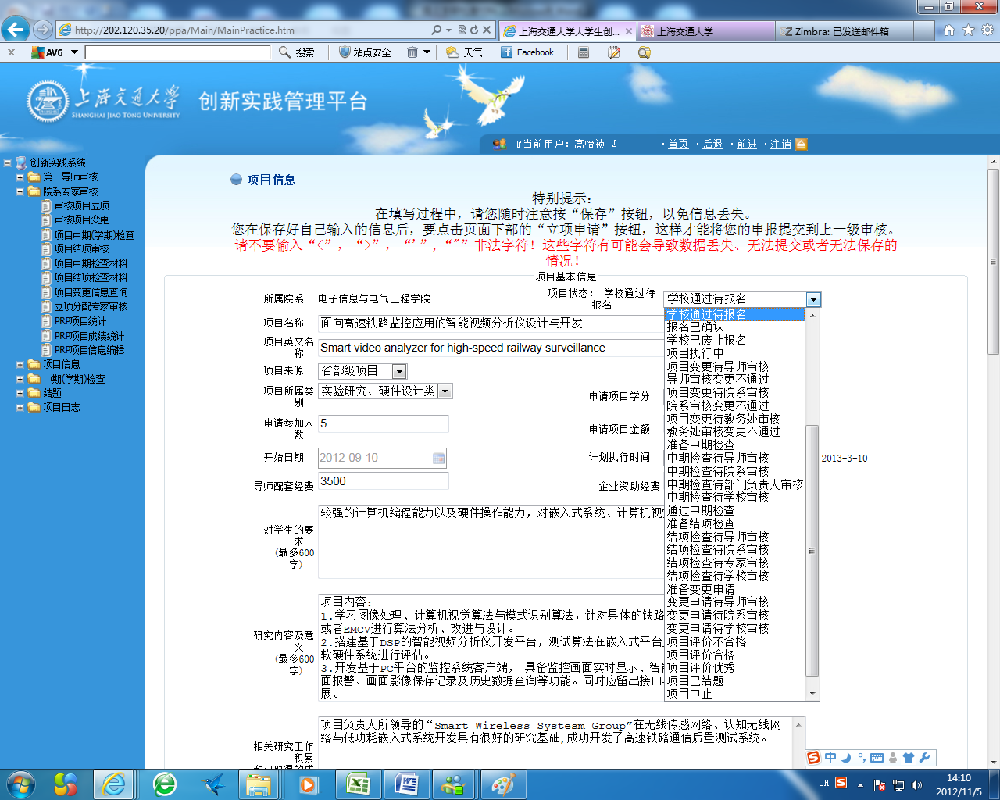 http://202.120.35.20/ppa/Main/MainPractice.htm
上海交通大学大学生创...
上海交通大学
Zimbra: 已发送邮件箱
AVG
搜索
站点安全
天气
Facebook
上海交通大学
SHANGHAI JIAO TONG UNIVERSITY
创新实践管理平台
『当前用户：高怡祯 』
·首页 ·后退 ·前进 ·注销
创新实践系统
第一导师审核
院系专家审核
审核项目立项
审核项目变更
项目中期(学期)检查
项目结项审核
项目中期检查材料
项目结项检查材料
项目变更信息查询
立项分配专家审核
PRP项目统计
PRP项目成绩统计
PRP项目信息编辑
项目信息
中期(学期)检查
结题
项目日志
项目信息
特别提示：
在填写过程中，请您随时注意按“保存”按钮，以免信息丢失。
您在保存好自己输入的信息后，要点击页面下部的“立项申请”按钮，这样才能将您的申报提交到上一级审核。
请不要输入“<”，“>”，“'”,“"”非法字符！这些字符有可能会导致数据丢失、无法提交或者无法保存的
情况！
项目基本信息
所属院系 电子信息与电气工程学院
项目状态： 学校通过待
报名
学校通过待报名
项目名称 面向高速铁路监控应用的智能视频分析仪设计与开发
项目英文名
称
Smart video analyzer for high-speed railway surveillance
项目来源 省部级项目
项目所属类
别
实验研究、硬件设计类
申请项目学分
申请参加人
数
5
申请项目金额
开始日期 2012-09-10
计划执行时间
2013-3-10
导师配套经费 3500
企业资助经费
对学生的要
求
(最多600
字)
较强的计算机编程能力以及硬件操作能力，对嵌入式系统、计算机视
研究内容及意
义
(最多600
字)
项目内容：
1.学习图像处理、计算机视觉算法与模式识别算法，针对具体的铁路
或者EMCV进行算法分析、改进与设计。
2.搭建基于DSP的智能视频分析仪开发平台，测试算法在嵌入式平台
软硬件系统进行评估。
3.开发基于PC平台的监控系统客户端， 具备监控画面实时显示、智
面报警、画面影像保存记录及历史数据查询等功能。同时应留出接口
展。
相关研究工作
积累
和已取得的成
项目负责人所领导的“Smart Wireless Systesm Group”在无线传感网络、认知无线网
络与低功耗嵌入式系统开发具有很好的研究基础,成功开发了高速铁路通信质量测试系统。
学校通过待报名
报名已确认
学校已废止报名
项目执行中
项目变更待导师审核
导师审核变更不通过
项目变更待院系审核
院系审核变更不通过
项目变更待教务处审核
教务处审核变更不通过
准备中期检查
中期检查待导师审核
中期检查待院系审核
中期检查待部门负责人审核
中期检查待学校审核
通过中期检查
准备结项检查
结项检查待导师审核
结项检查待院系审核
结项检查待专家审核
结项检查待学校审核
准备变更申请
变更申请待导师审核
变更申请待院系审核
变更申请待学校审核
项目评价不合格
项目评价合格
项目评价优秀
项目已结题
项目中止
中
CH
14:10
2012/11/5